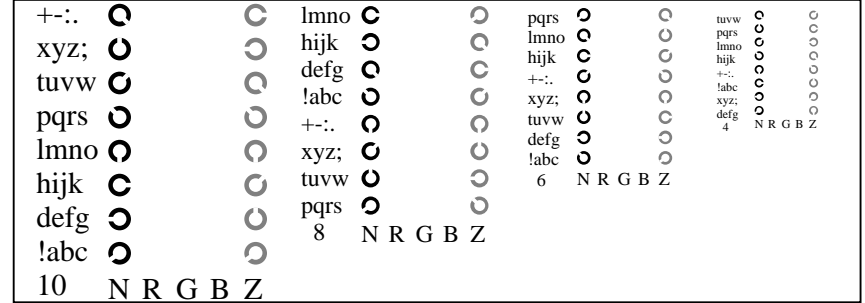 +-:.
xyz;
tuvw
pqrs
lmno
hijk
defg
!abc
10 N R G B Z
lmno
hijk
defg
!abc
+-:.
xyz;
tuvw
pqrs
8 N R G B Z
pqrs
lmno
hijk
+-:.
xyz;
tuvw
defg
!abc
6 N R G B Z
tuvw
pqrs
lmno
hijk
+-:.
!abc
xyz;
defg
4 N R G B Z